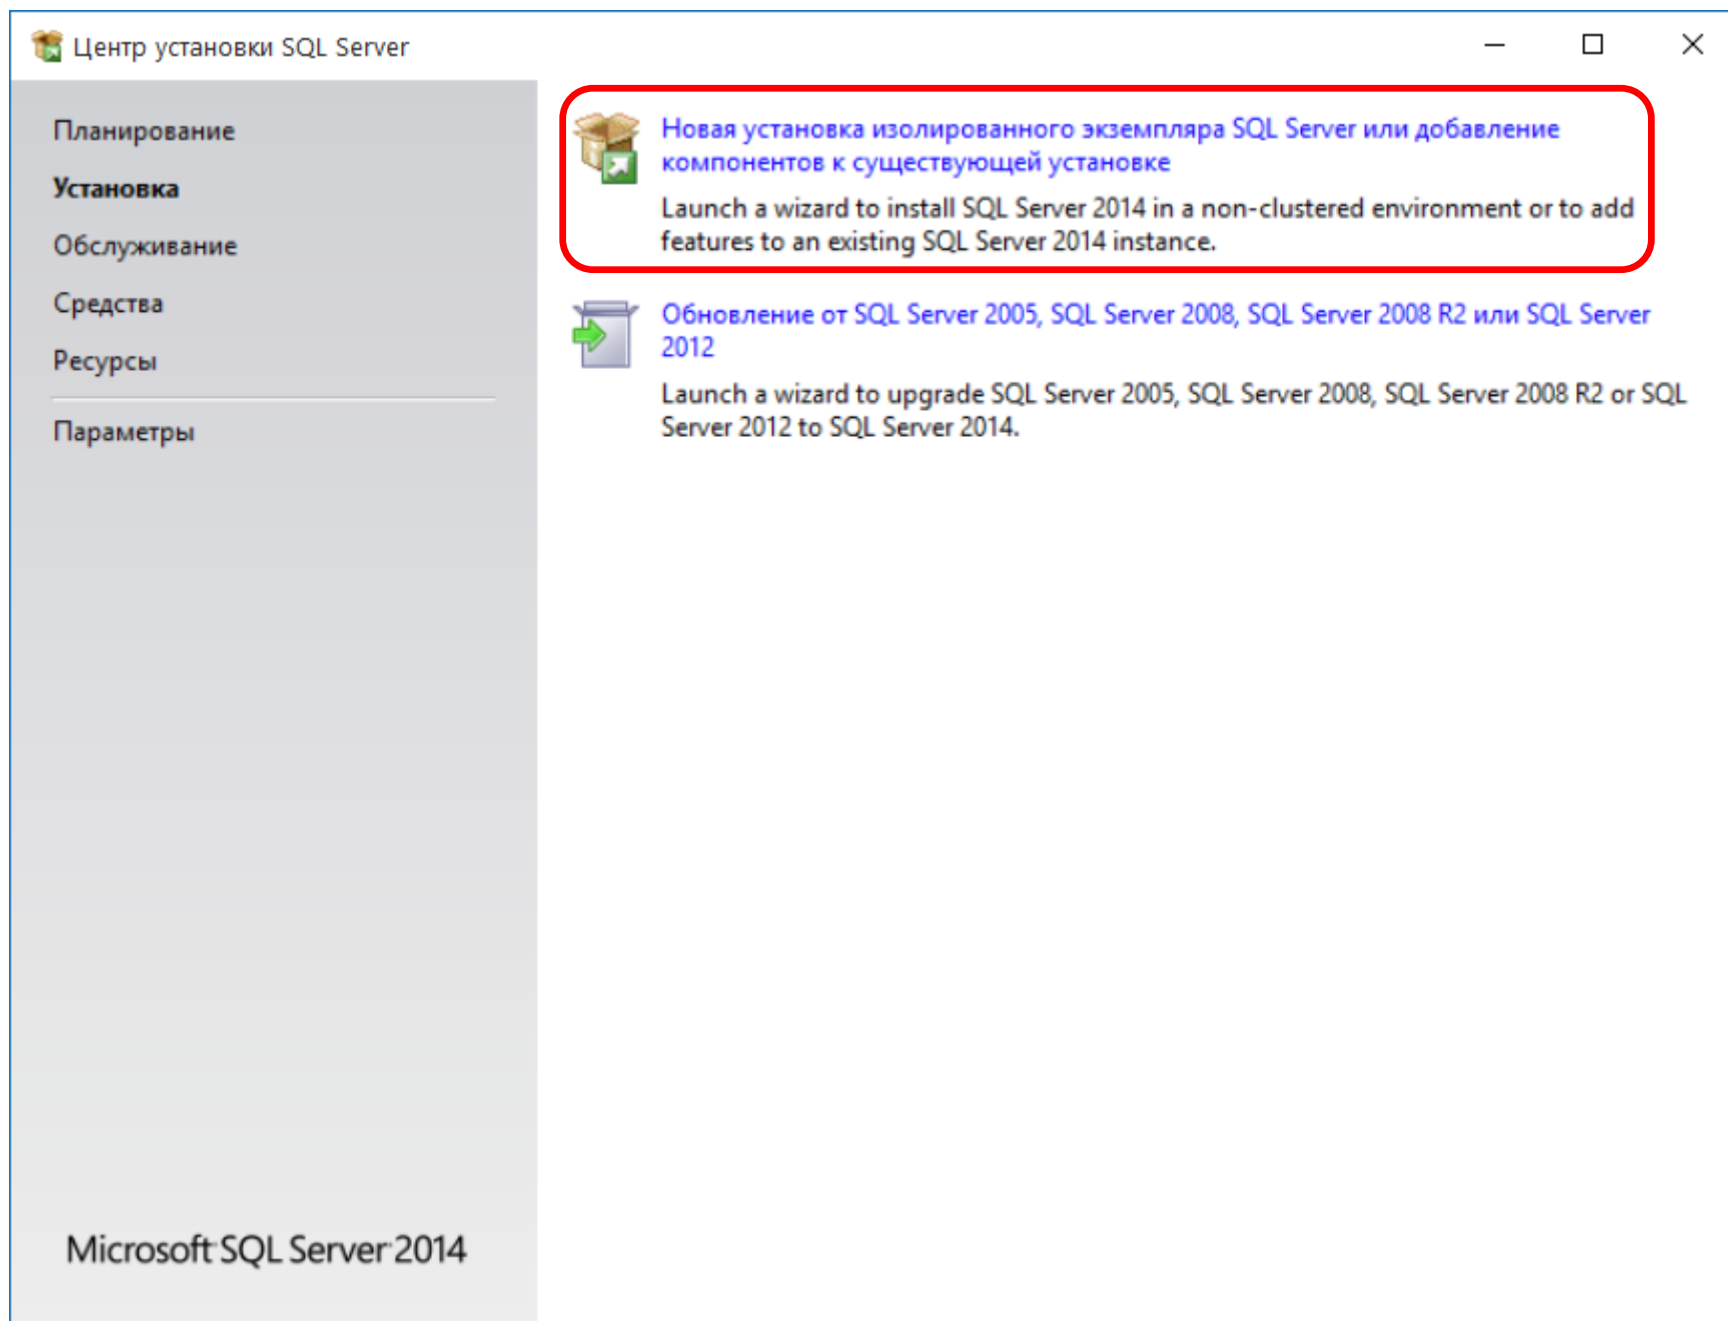 Центр установки SQL Server
Планирование
Установка
Обслуживание
Средства
Ресурсы
Параметры
Microsoft SQL Server 2014
Новая установка изолированного экземпляра SQL Server или добавление
компонентов к существующей установке
Launch a wizard to install SQL Server 2014 in a non-clustered environment or to add
features to an existing SQL Server 2014 instance.
Обновление от SQL Server 2005, SQL Server 2008, SQL Server 2008 R2 или SQL Server
2012
Launch a wizard to upgrade SQL Server 2005, SQL Server 2008, SQL Server 2008 R2 or SQL
Server 2012 to SQL Server 2014.